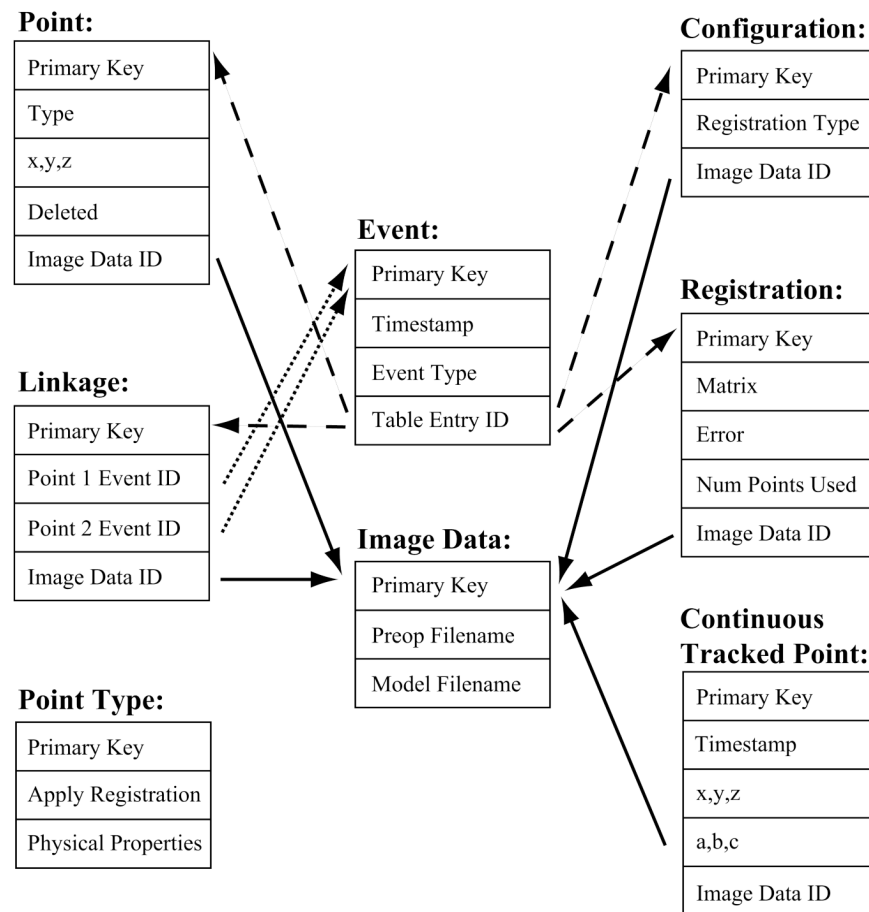 Point:
Primary Key
Type
x,y,z
Deleted
Image Data ID
Linkage:
Primary Key
Point 1 Event ID
Point 2 Event ID
Image Data ID
Point Type:
Primary Key
Apply Registration
Physical Properties
Event:
Primary Key
Timestamp
Event Type
Table Entry ID
Image Data:
Primary Key
Preop Filename
Model Filename
Configuration:
Primary Key
Registration Type
Image Data ID
Registration:
Primary Key
Matrix
Error
Num Points Used
Image Data ID
Continuous
Tracked Point:
Primary Key
Timestamp
x,y,z
a,b,c
Image Data ID